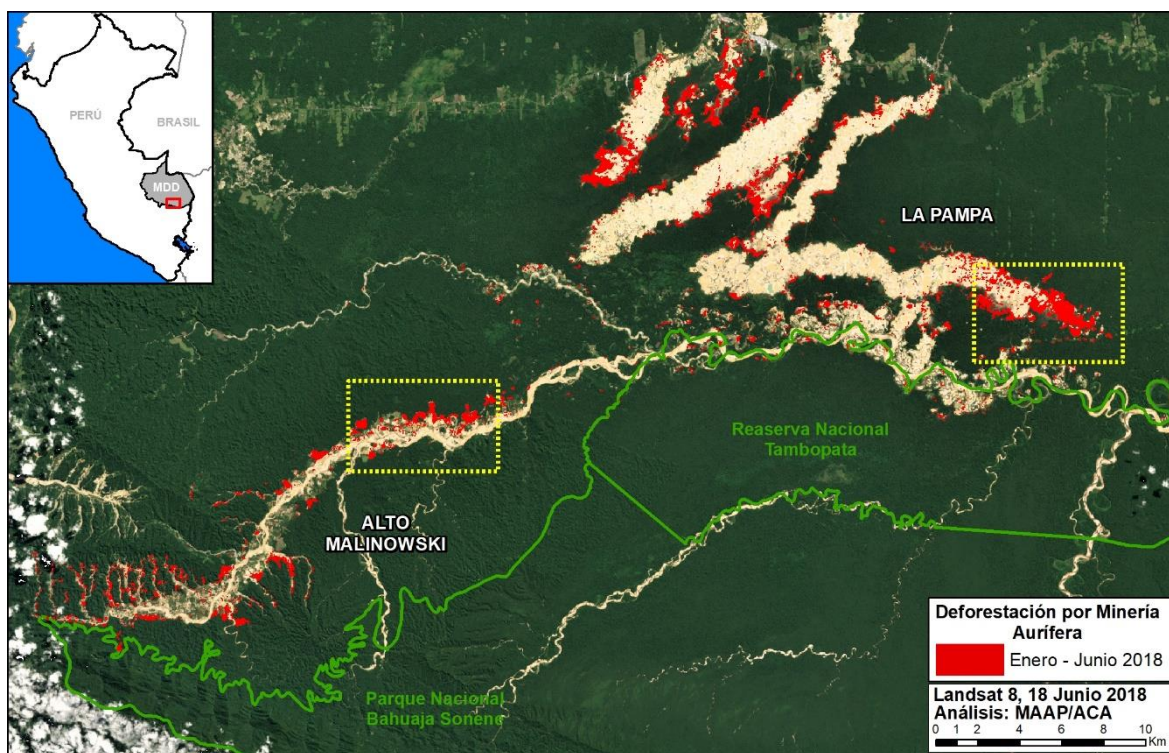 PERÚ
BRASIL
MDD
LA PAMPA
Reaserva Nacional
Tambopata
ALTO
MALINOWSKI
Parque Nacional
Bahuaja Sonene
Deforestación por Minería
Aurífera
Enero - Junio 2018
Landsat 8, 18 Junio 2018
Análisis: MAAP/ACA
0 1 2 4 6 8 10
Km